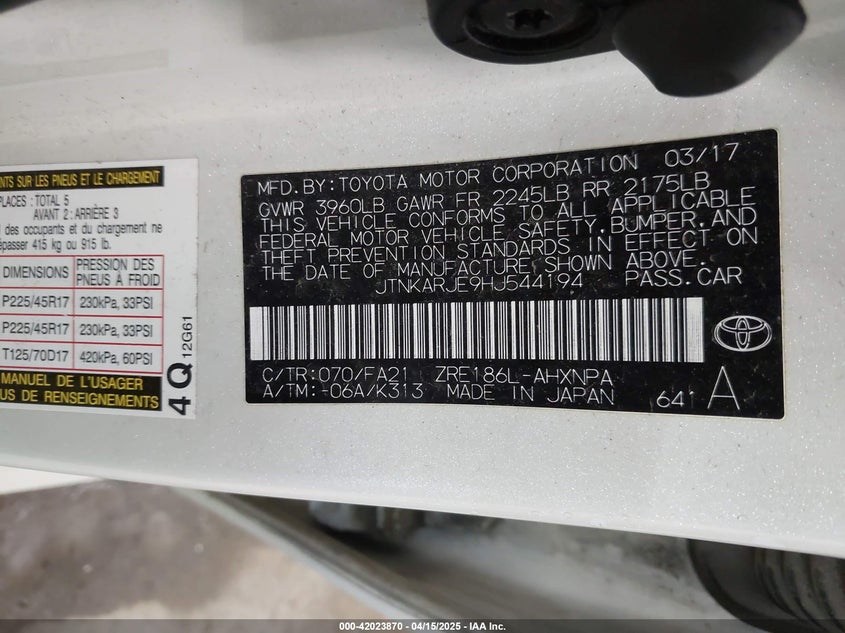 NTS SUR LES PNEUS ET LE CHARGEMENT
PLACES : TOTAL 5
AVANT 2 : ARRIÈRE 3
des occupants et du chargement ne
dépasser 415 kg ou 915 lb.
DIMENSIONS PRESSION DES PNEUS À FROID
P225/45R17 230kPa, 33PSI
P225/45R17 230kPa, 33PSI
T125/70D17 420kPa, 60PSI
MANUEL DE L'USAGER
US DE RENSEIGNEMENTS
4Q 12G61
MFD. BY: TOYOTA MOTOR CORPORATION 03/17
GVWR 3960LB GAWR FR 2245LB RR 2175LB
THIS VEHICLE CONFORMS TO ALL APPLICABLE
FEDERAL MOTOR VEHICLE SAFETY, BUMPER, AND
THEFT PREVENTION STANDARDS IN EFFECT ON
THE DATE OF MANUFACTURE SHOWN ABOVE.
JTNKARJE9HJ544194 PASS. CAR
C/TR: 070/FA21 ZRE186L-AHXNPA
A/TM: -06A/K313 MADE IN JAPAN 641 A
000-42023870 - 04/15/2025 - IAA Inc.